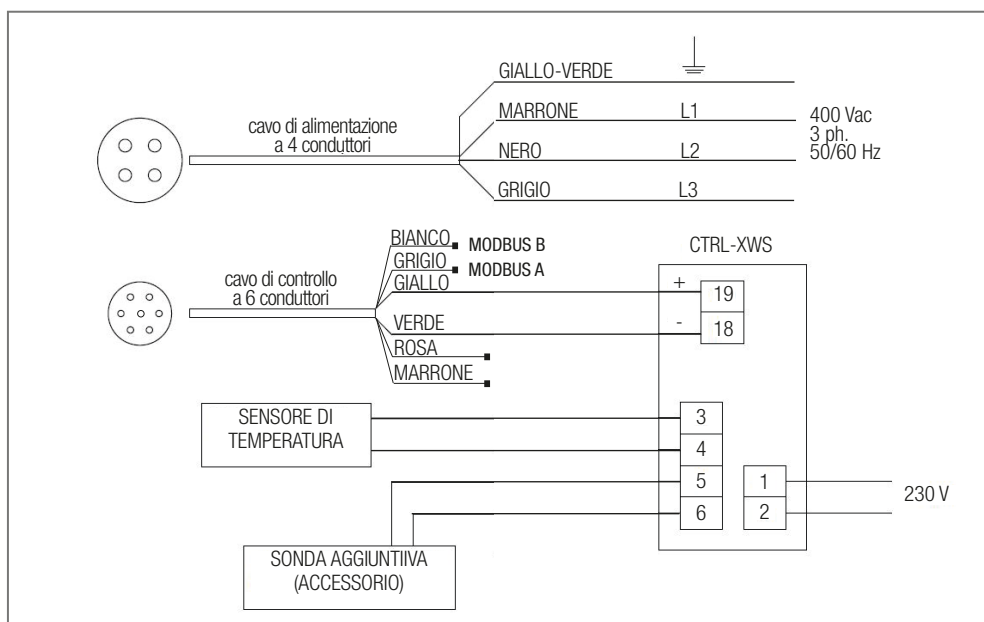 GIALLO-VERDE
MARRONE L1
NERO L2
GRIGIO L3
400 Vac
3 ph.
50/60 Hz
cavo di alimentazione
a 4 conduttori
BIANCO MODBUS B
GRIGIO MODBUS A
GIALLO
VERDE
ROSA
MARRONE
cavo di controllo
a 6 conduttori
CTRL-XWS
+ 19
- 18
SENSORE DI
TEMPERATURA
3
4
5
6
1
2
230 V
SONDA AGGIUNTIIVA
(ACCESSORIO)